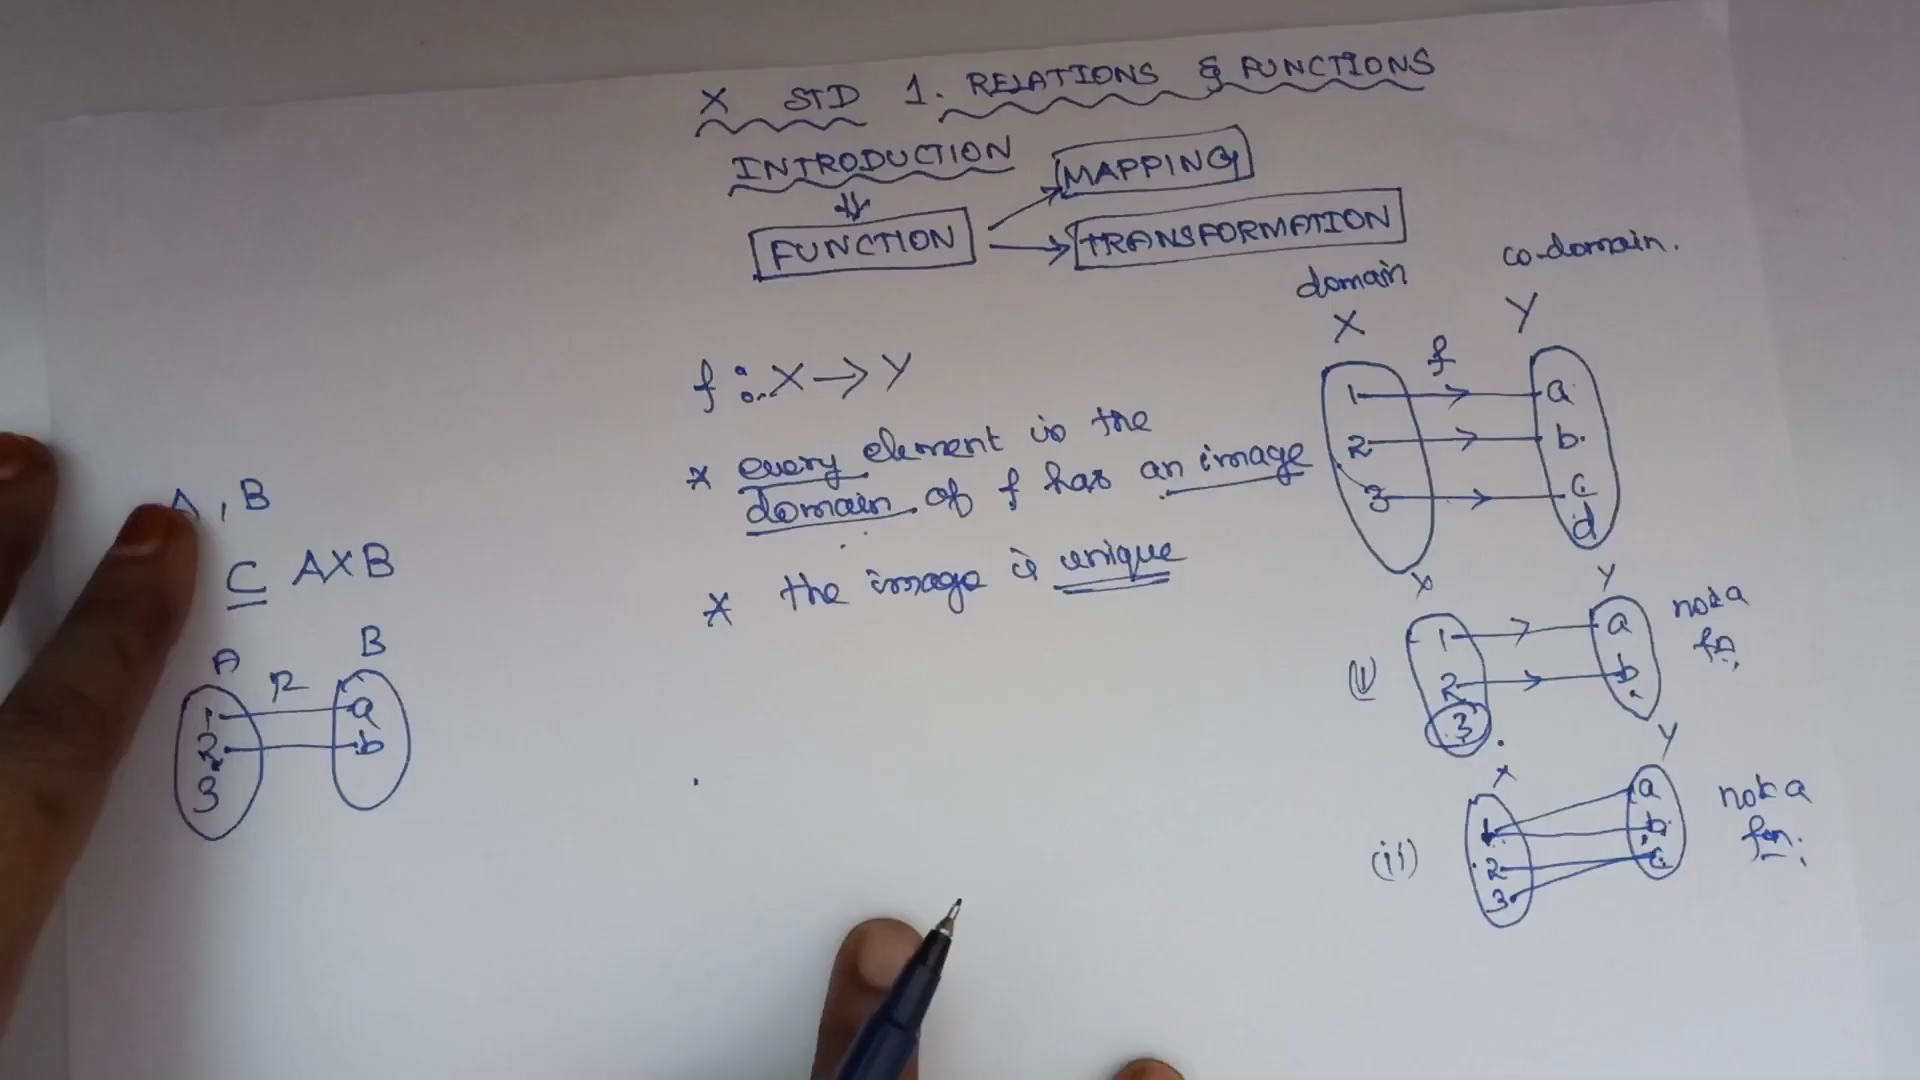 X STD 1. RELATIONS & FUNCTIONS
INTRODUCTION
MAPPING
FUNCTION
TRANSFORMATION
domain
co-domain.
X
Y
f : X → Y
f
1 a
2 b
3 c
d
* every element in the
domain of f has an image
* the image is unique
A, B
⊆ A×B
A B
R
1 a
2 b
3
X Y
not a
fn.
(i)
1 a
2 b
3
X Y
not a
fn.
(ii)
1 a
2 b
3 c